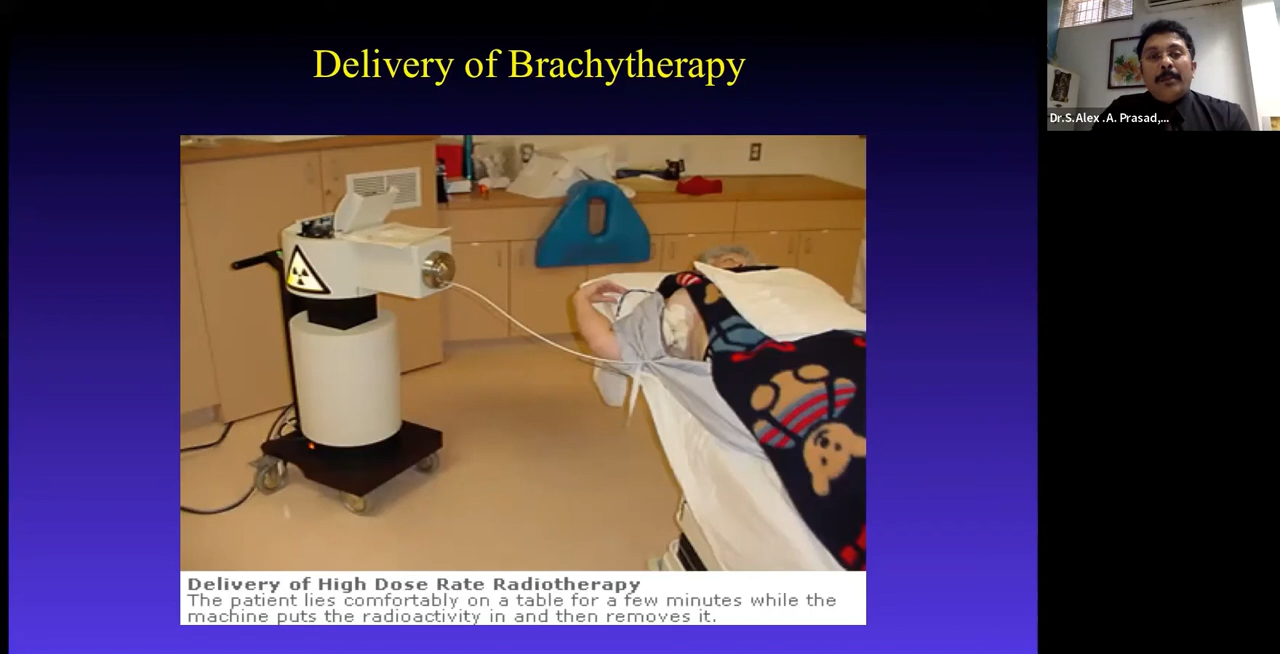 Delivery of Brachytherapy
Dr.S.Alex .A. Prasad,...
Delivery of High Dose Rate Radiotherapy
The patient lies comfortably on a table for a few minutes while the
machine puts the radioactivity in and then removes it.